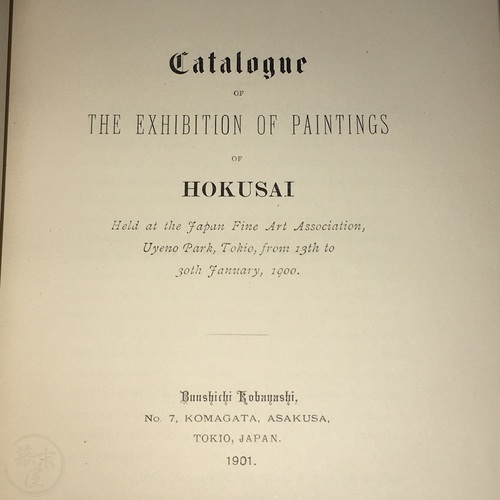 Catalogue
OF
THE EXHIBITION OF PAINTINGS
OF
HOKUSAI
Held at the Japan Fine Art Association,
Uyeno Park, Tokio, from 13th to
30th January, 1900.
Bunshichi Kobayashi,
No. 7, KOMAGATA, ASAKUSA,
TOKIO, JAPAN.
1901.